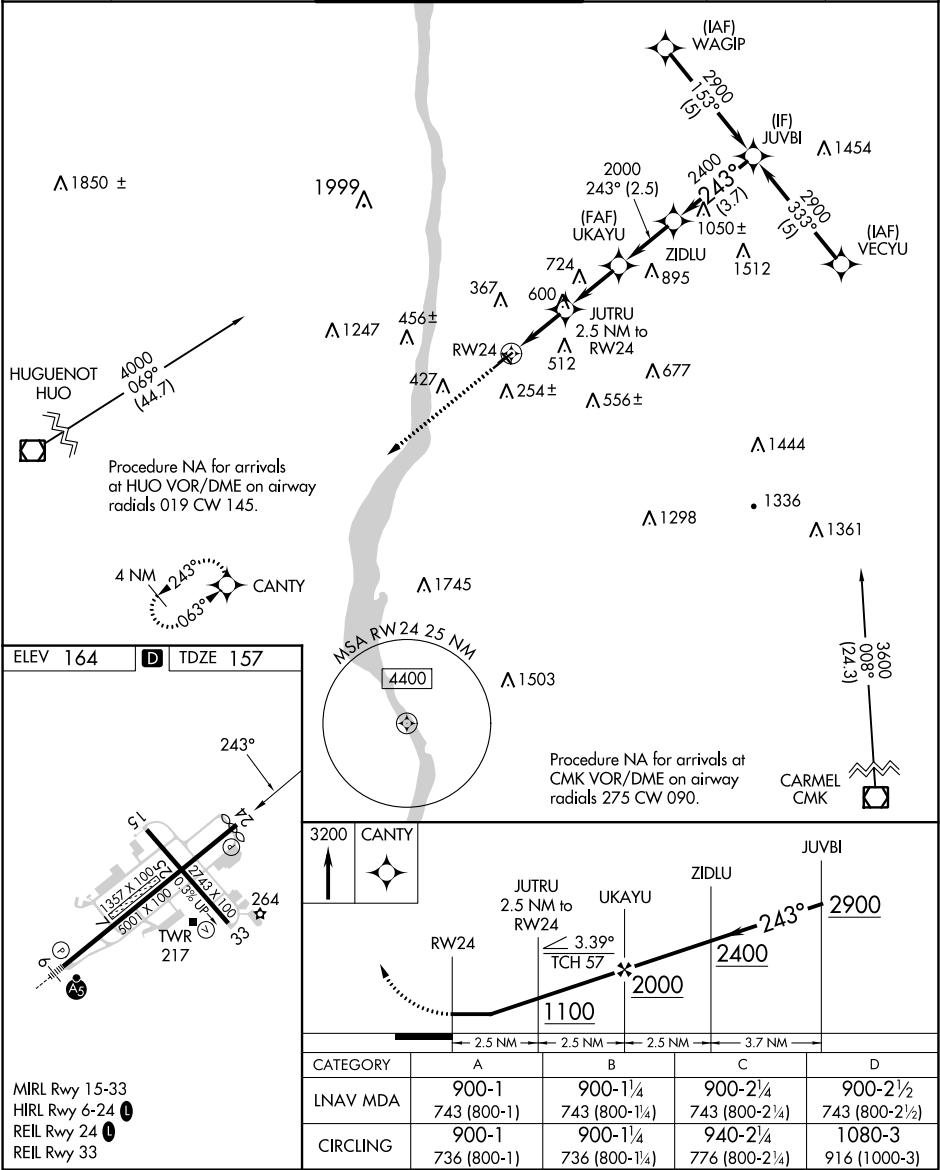 (IAF)
WAGIP
2900
153°
(5)
(IF)
JUVBI
1454
1850 ±
1999
2000
243° (2.5)
2400
243°
(3.7)
2900
333°
(5)
(FAF)
UKAYU
1050±
(IAF)
VECYU
ZIDLU
1512
724
895
367
600
456±
1247
JUTRU
2.5 NM to
RW24
RW24
512
HUGUENOT
HUO
4000
069°
(44.7)
677
427
254±
556±
1444
Procedure NA for arrivals
at HUO VOR/DME on airway
radials 019 CW 145.
1336
1298
1361
4 NM
243°
063°
CANTY
1745
MSA RW24 25 NM
4400
1503
3600
008°
(24.3)
Procedure NA for arrivals at
CMK VOR/DME on airway
radials 275 CW 090.
CARMEL
CMK
ELEV 164
D
TDZE 157
243°
15
24
P
1357 X 100
25
2743 X 100
0.3% UP
264
7
5001 X 100
TWR
217
V
33
P
6
A5
MIRL Rwy 15-33
HIRL Rwy 6-24 L
REIL Rwy 24 L
REIL Rwy 33
3200
CANTY
JUVBI
ZIDLU
UKAYU
JUTRU
2.5 NM to
RW24
RW24
243°
2900
3.39°
TCH 57
2400
2000
1100
2.5 NM
2.5 NM
2.5 NM
3.7 NM
CATEGORY A B C D
LNAV MDA 900-1 900-1¼ 900-2¼ 900-2½
743 (800-1) 743 (800-1¼) 743 (800-2¼) 743 (800-2½)
CIRCLING 900-1 900-1¼ 940-2¼ 1080-3
736 (800-1) 736 (800-1¼) 776 (800-2¼) 916 (1000-3)